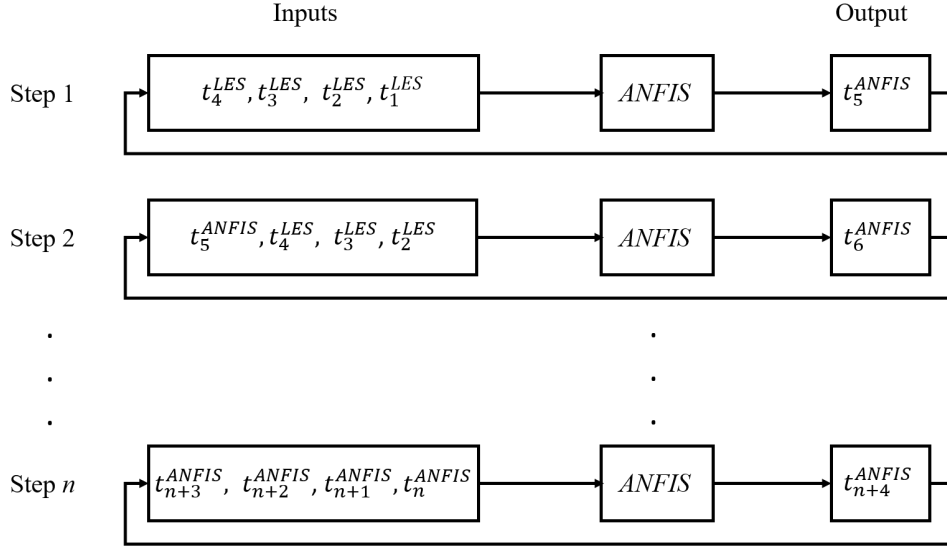 Inputs Output
Step 1 t_4^{LES}, t_3^{LES}, t_2^{LES}, t_1^{LES} ANFIS t_5^{ANFIS}
Step 2 t_5^{ANFIS}, t_4^{LES}, t_3^{LES}, t_2^{LES} ANFIS t_6^{ANFIS}
. .
. .
. .
Step n t_{n+3}^{ANFIS}, t_{n+2}^{ANFIS}, t_{n+1}^{ANFIS}, t_n^{ANFIS} ANFIS t_{n+4}^{ANFIS}